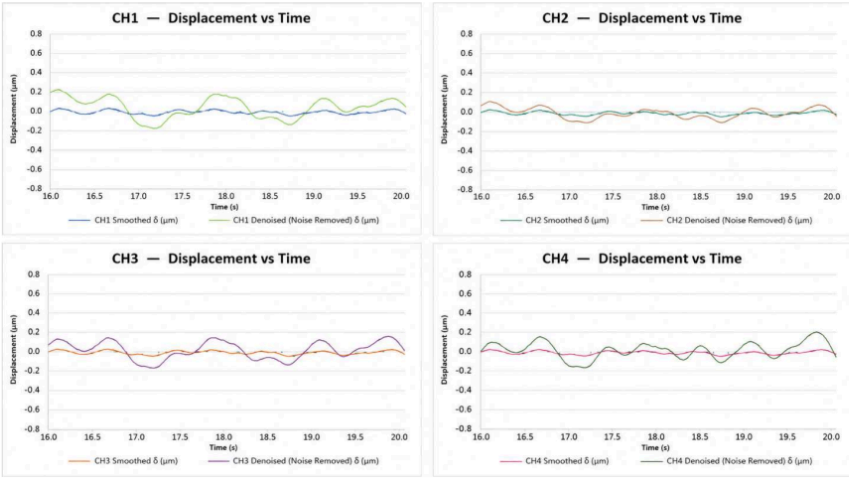 CH1 — Displacement vs Time
Displacement (μm)
0.8
0.6
0.4
0.2
0.0
-0.2
-0.4
-0.6
-0.8
16.0 16.5 17.0 17.5 18.0 18.5 19.0 19.5 20.0
Time (s)
CH1 Smoothed δ (μm) CH1 Denoised (Noise Removed) δ (μm)
CH2 — Displacement vs Time
Displacement (μm)
0.8
0.6
0.4
0.2
0.0
-0.2
-0.4
-0.6
-0.8
16.0 16.5 17.0 17.5 18.0 18.5 19.0 19.5 20.0
Time (s)
CH2 Smoothed δ (μm) CH2 Denoised (Noise Removed) δ (μm)
CH3 — Displacement vs Time
Displacement (μm)
0.8
0.6
0.4
0.2
0.0
-0.2
-0.4
-0.6
-0.8
16.0 16.5 17.0 17.5 18.0 18.5 19.0 19.5 20.0
Time (s)
CH3 Smoothed δ (μm) CH3 Denoised (Noise Removed) δ (μm)
CH4 — Displacement vs Time
Displacement (μm)
0.8
0.6
0.4
0.2
0.0
-0.2
-0.4
-0.6
-0.8
16.0 16.5 17.0 17.5 18.0 18.5 19.0 19.5 20.0
Time (s)
CH4 Smoothed δ (μm) CH4 Denoised (Noise Removed) δ (μm)